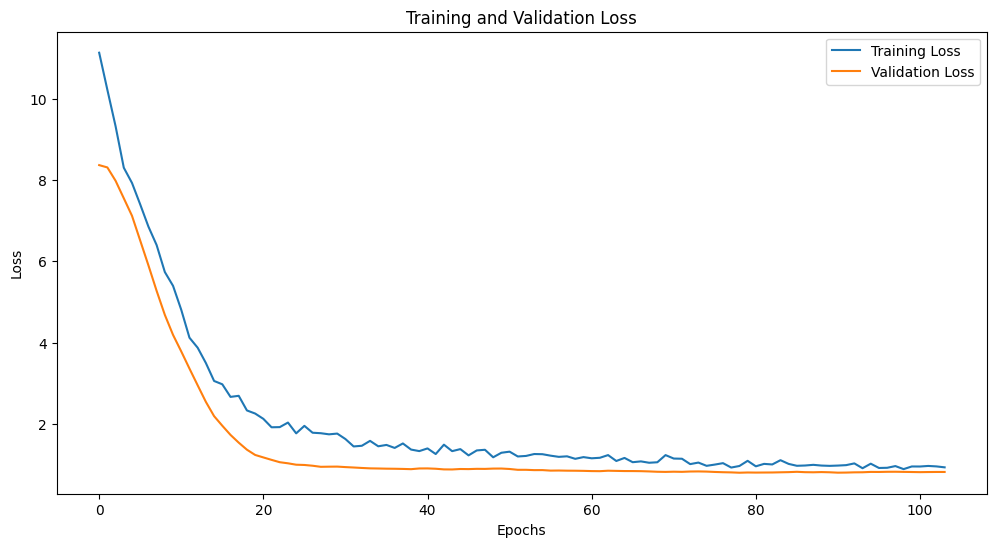 Training and Validation Loss
Training Loss
Validation Loss
Loss
10
8
6
4
2
0 20 40 60 80 100
Epochs